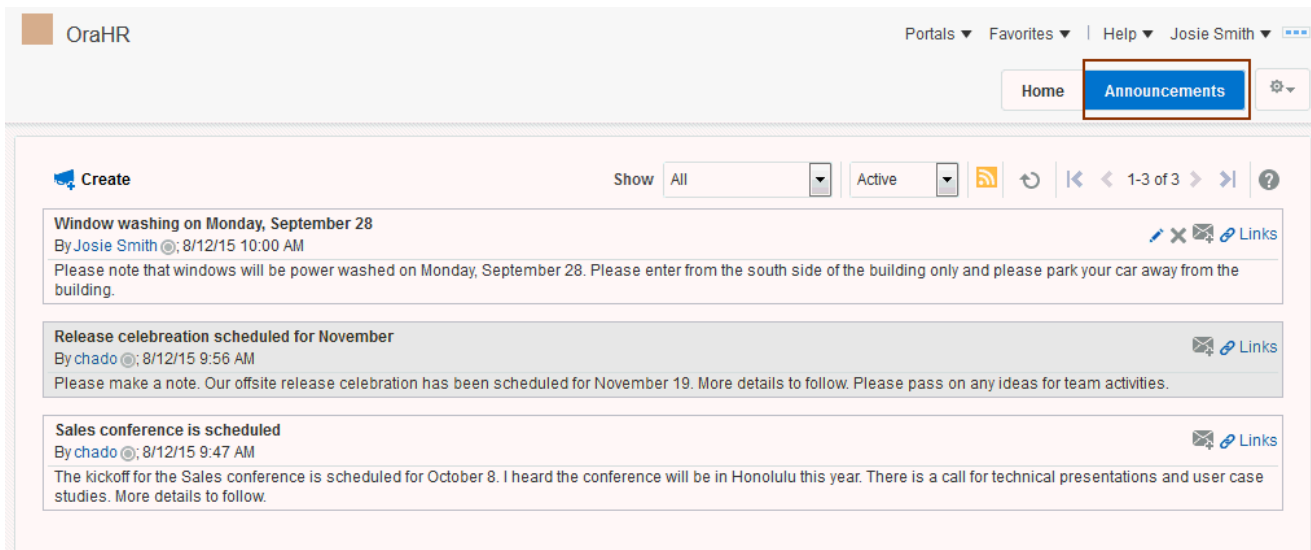 OraHR
Portals Favorites | Help Josie Smith
Home Announcements
Create Show All Active 1-3 of 3 ?
Window washing on Monday, September 28
By Josie Smith; 8/12/15 10:00 AM
Links
Please note that windows will be power washed on Monday, September 28. Please enter from the south side of the building only and please park your car away from the
building.
Release celebreation scheduled for November
By chado; 8/12/15 9:56 AM
Links
Please make a note. Our offsite release celebration has been scheduled for November 19. More details to follow. Please pass on any ideas for team activities.
Sales conference is scheduled
By chado; 8/12/15 9:47 AM
Links
The kickoff for the Sales conference is scheduled for October 8. I heard the conference will be in Honolulu this year. There is a call for technical presentations and user case
studies. More details to follow.